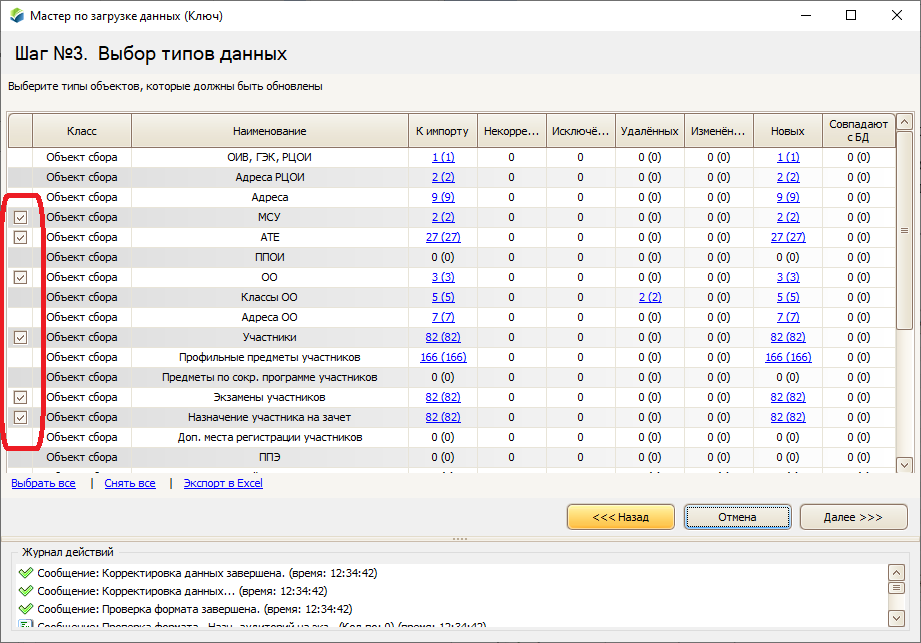 Мастер по загрузке данных (Ключ)
Шаг №3. Выбор типов данных
Выберите типы объектов, которые должны быть обновлены
Класс Наименование К импорту Некорре... Исключё... Удалённых Изменён... Новых Совпадают с БД
Объект сбора ОИВ, ГЭК, РЦОИ 1 (1) 0 0 0 (0) 0 (0) 1 (1) 0 (0)
Объект сбора Адреса РЦОИ 2 (2) 0 0 0 (0) 0 (0) 2 (2) 0 (0)
Объект сбора Адреса 9 (9) 0 0 0 (0) 0 (0) 9 (9) 0 (0)
Объект сбора МСУ 2 (2) 0 0 0 (0) 0 (0) 2 (2) 0 (0)
Объект сбора АТЕ 27 (27) 0 0 0 (0) 0 (0) 27 (27) 0 (0)
Объект сбора ППОИ 0 (0) 0 0 0 (0) 0 (0) 0 (0) 0 (0)
Объект сбора ОО 3 (3) 0 0 0 (0) 0 (0) 3 (3) 0 (0)
Объект сбора Классы ОО 5 (5) 0 0 2 (2) 0 (0) 5 (5) 0 (0)
Объект сбора Адреса ОО 7 (7) 0 0 0 (0) 0 (0) 7 (7) 0 (0)
Объект сбора Участники 82 (82) 0 0 0 (0) 0 (0) 82 (82) 0 (0)
Объект сбора Профильные предметы участников 166 (166) 0 0 0 (0) 0 (0) 166 (166) 0 (0)
Объект сбора Предметы по сокр. программе участников 0 (0) 0 0 0 (0) 0 (0) 0 (0) 0 (0)
Объект сбора Экзамены участников 82 (82) 0 0 0 (0) 0 (0) 82 (82) 0 (0)
Объект сбора Назначение участника на зачет 82 (82) 0 0 0 (0) 0 (0) 82 (82) 0 (0)
Объект сбора Доп. места регистрации участников 0 (0) 0 0 0 (0) 0 (0) 0 (0) 0 (0)
Объект сбора ППЭ 0 (0) 0 0 0 (0) 0 (0) 0 (0) 0 (0)
Выбрать все | Снять все | Экспорт в Excel
<<< Назад Отмена Далее >>>
Журнал действий
Сообщение: Корректировка данных завершена. (время: 12:34:42)
Сообщение: Корректировка данных... (время: 12:34:42)
Сообщение: Проверка формата завершена. (время: 12:34:42)
Сообщение: Проверка формата